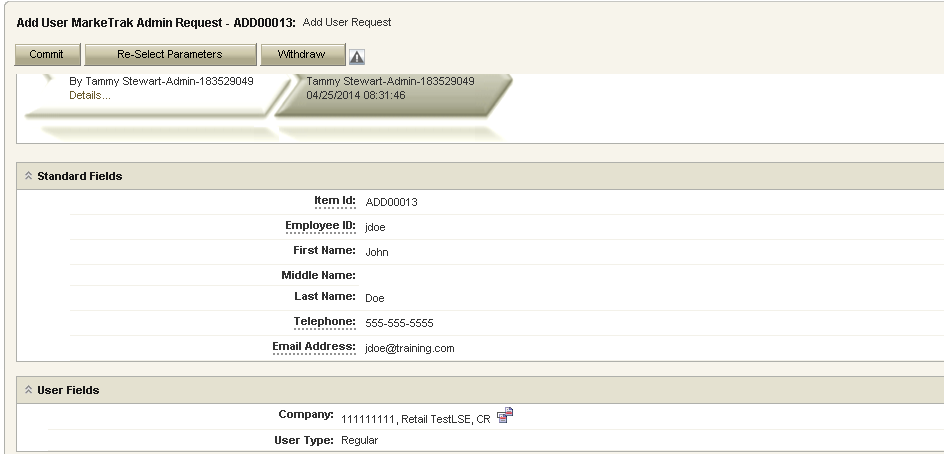 Add User MarkeTrak Admin Request - ADD00013: Add User Request
Commit Re-Select Parameters Withdraw
By Tammy Stewart-Admin-183529049 Tammy Stewart-Admin-183529049
Details... 04/25/2014 08:31:46
Standard Fields
Item Id: ADD00013
Employee ID: jdoe
First Name: John
Middle Name:
Last Name: Doe
Telephone: 555-555-5555
Email Address: jdoe@training.com
User Fields
Company: 111111111, Retail TestLSE, CR
User Type: Regular